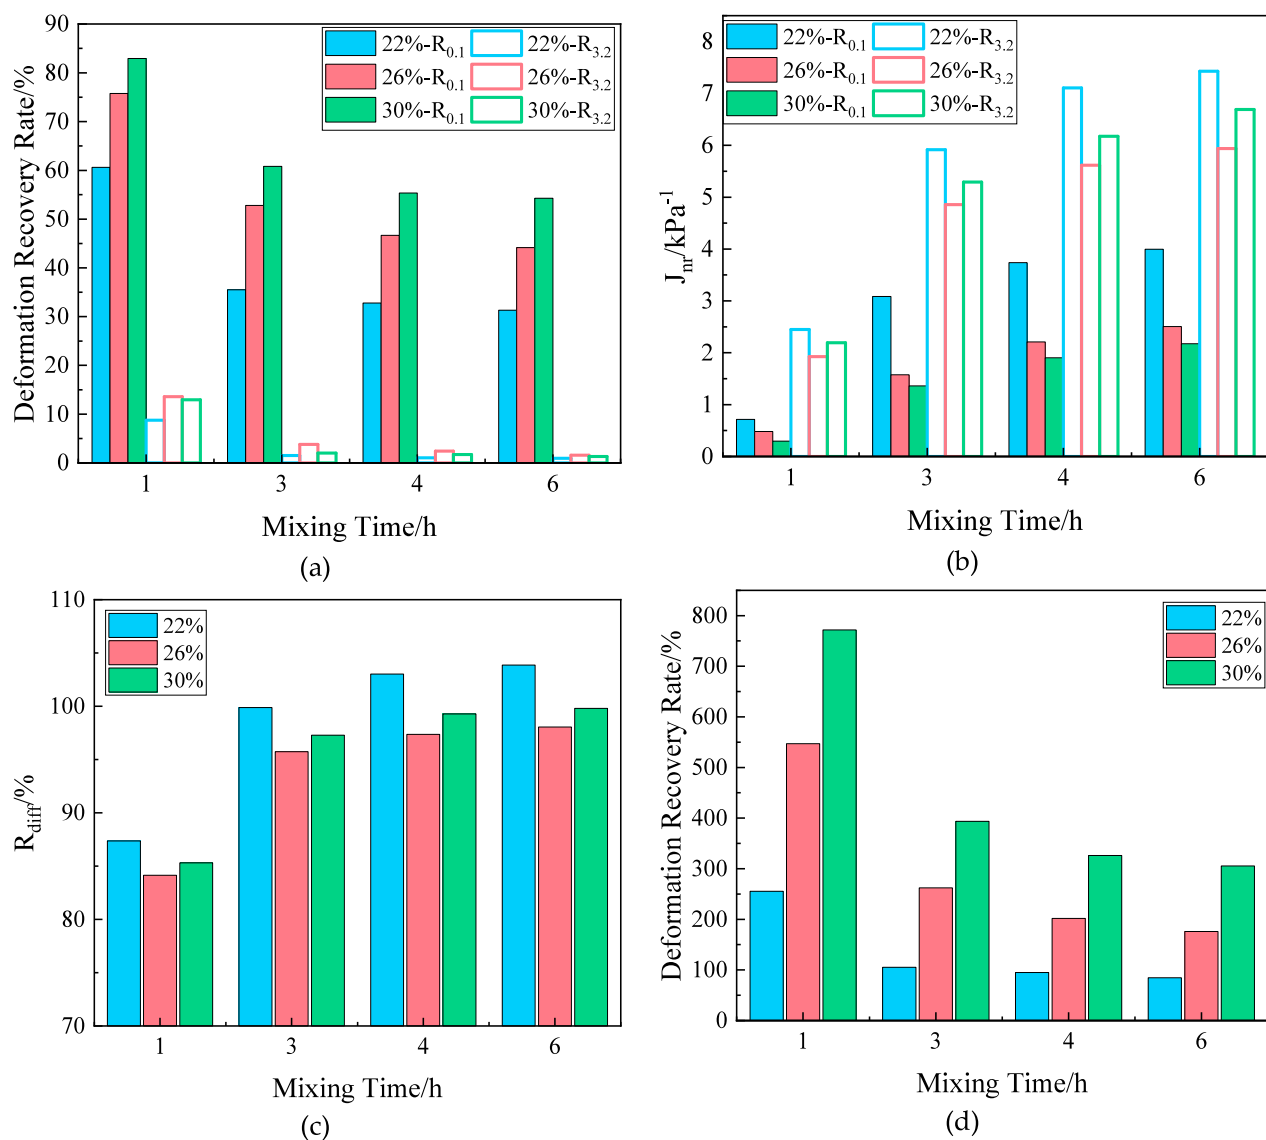 Deformation Recovery Rate/%
90
80
70
60
50
40
30
20
10
0
22%-R0.1 22%-R3.2
26%-R0.1 26%-R3.2
30%-R0.1 30%-R3.2
1 3 4 6
Mixing Time/h
(a)
Jnr/kPa-1
8
7
6
5
4
3
2
1
0
22%-R0.1 22%-R3.2
26%-R0.1 26%-R3.2
30%-R0.1 30%-R3.2
1 3 4 6
Mixing Time/h
(b)
Rdiff/%
110
100
90
80
70
22%
26%
30%
1 3 4 6
Mixing Time/h
(c)
Deformation Recovery Rate/%
800
700
600
500
400
300
200
100
0
22%
26%
30%
1 3 4 6
Mixing Time/h
(d)